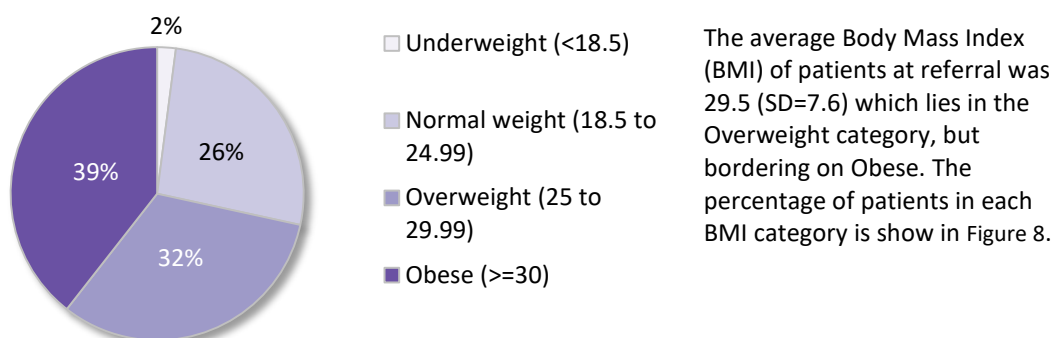 2%
26%
39%
32%
Underweight (<18.5)
Normal weight (18.5 to
24.99)
Overweight (25 to
29.99)
Obese (>=30)
The average Body Mass Index
(BMI) of patients at referral was
29.5 (SD=7.6) which lies in the
Overweight category, but
bordering on Obese. The
percentage of patients in each
BMI category is show in Figure 8.